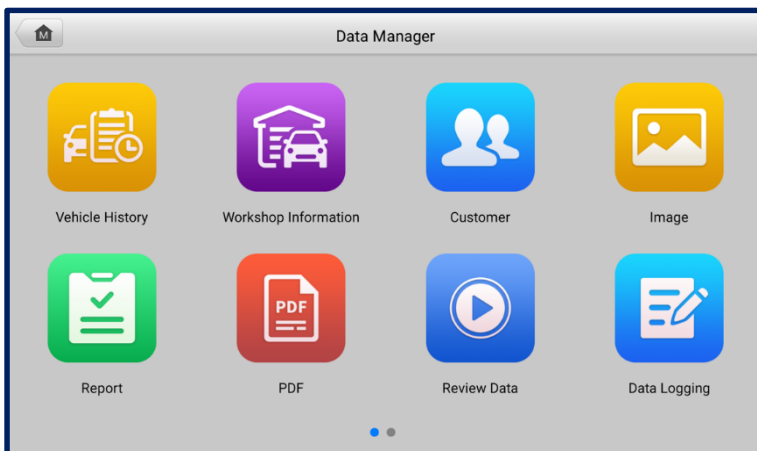 M
Data Manager
Vehicle History
Workshop Information
Customer
Image
PDF
Report
PDF
Review Data
Data Logging